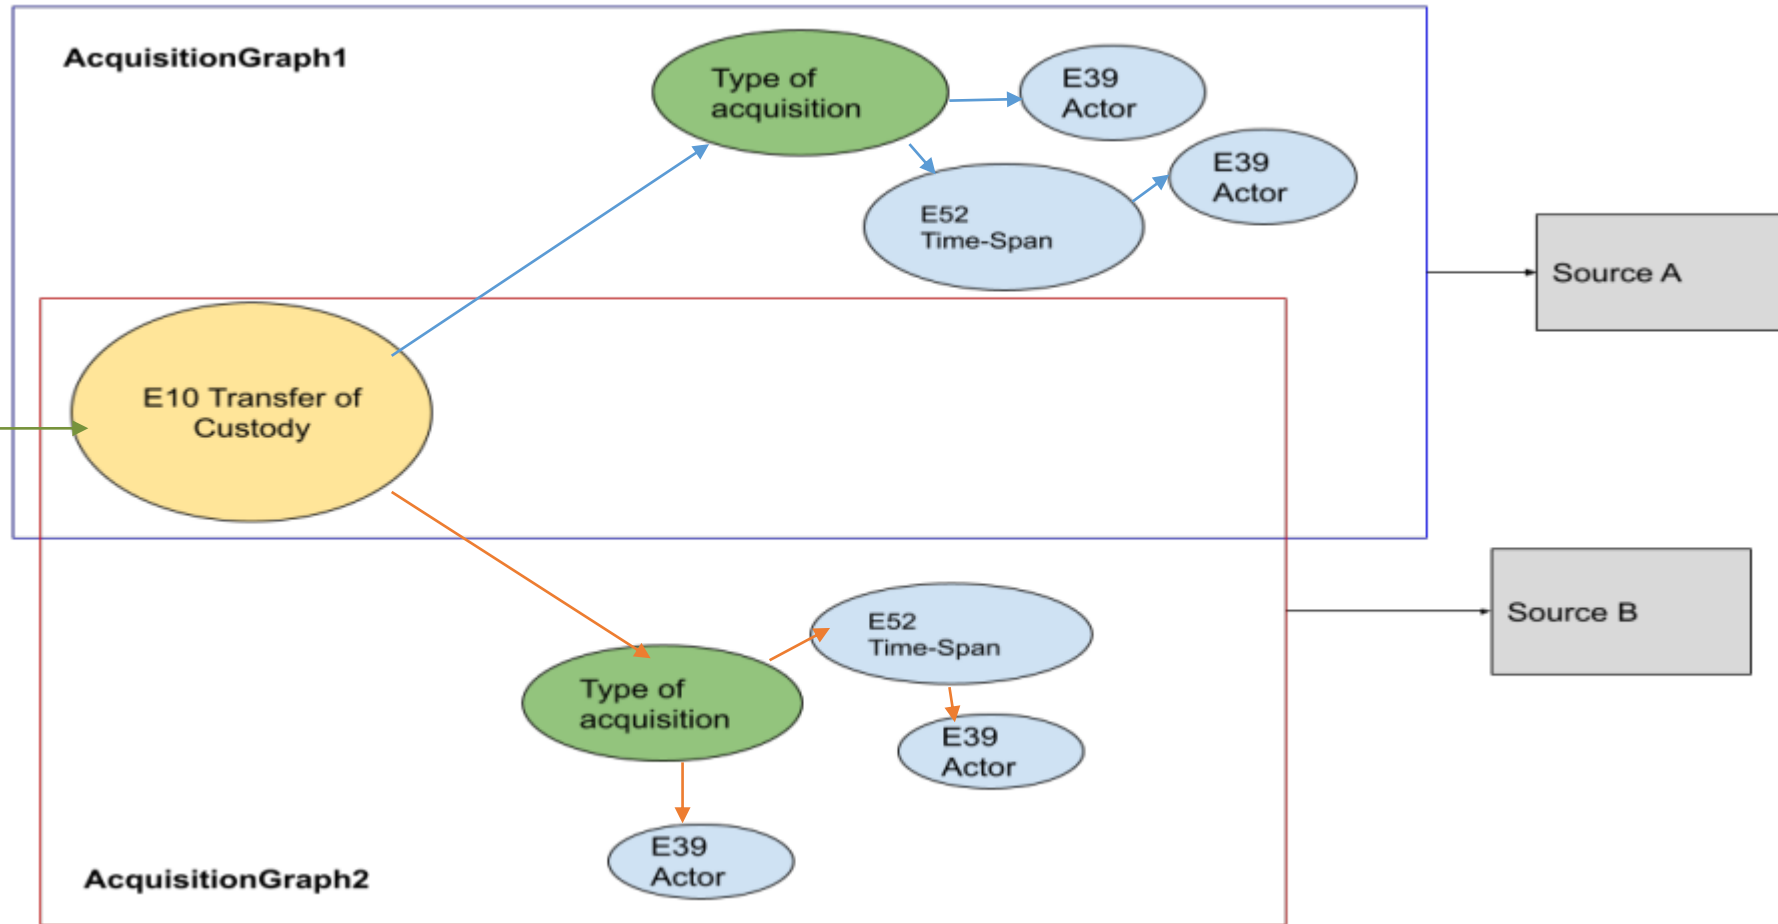 AcquisitionGraph1
Type of
acquisition
E39
Actor
E39
Actor
E52
Time-Span
Source A
E10 Transfer of
Custody
E52
Time-Span
Source B
Type of
acquisition
E39
Actor
E39
Actor
AcquisitionGraph2